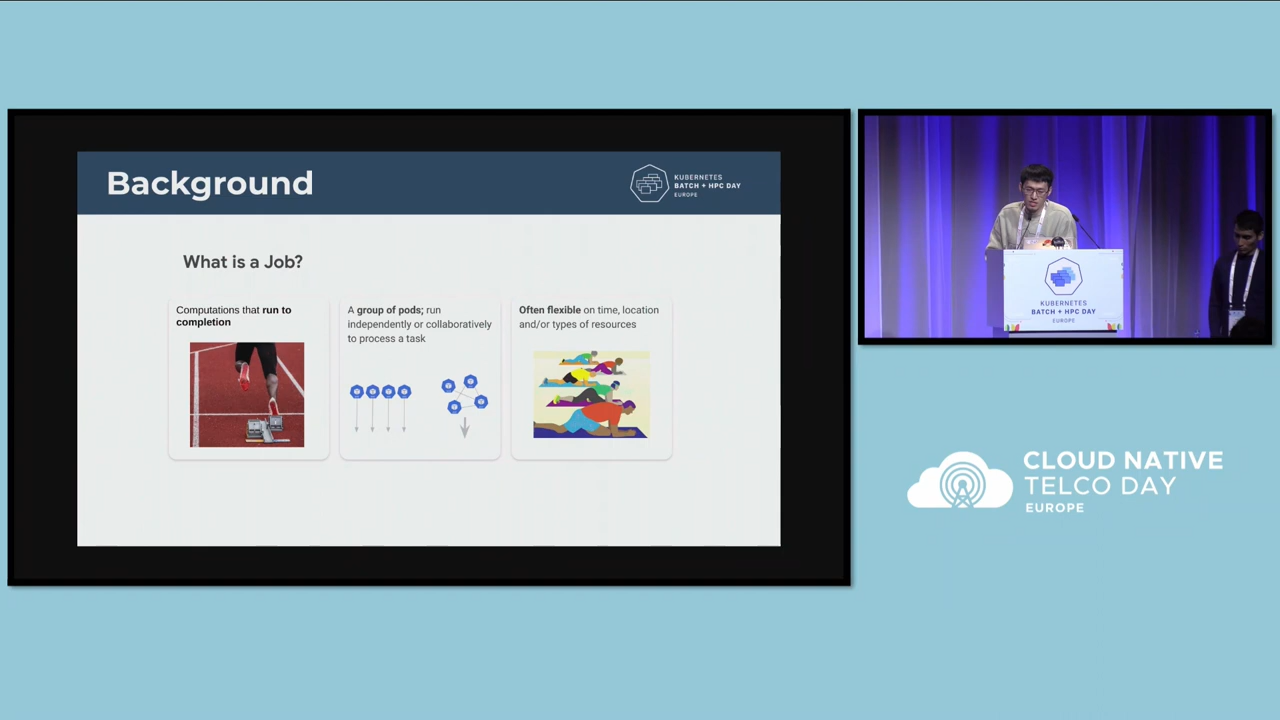 Background
KUBERNETES
BATCH + HPC DAY
EUROPE
What is a Job?
Computations that run to
completion
A group of pods; run
independently or collaboratively
to process a task
Often flexible on time, location
and/or types of resources
KUBERNETES
BATCH + HPC DAY
EUROPE
CLOUD NATIVE
TELCO DAY
EUROPE